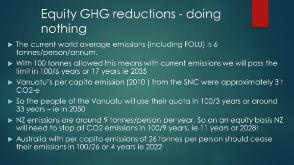 Equity GHG reductions - doing
nothing
The current world average emissions (including FOLU) is 6
tonnes/person/annum.
With 100 tonnes allowed this means with current emissions we will pass the
limit in 100/6 years or 17 years ie 2035
Vanuatu's per capita emission (2010 ) from the SNC were approximately 3 t
CO2-e
So the people of the Vanuatu will use their quota in 100/3 years or around
33 years – ie in 2050
NZ emissions are around 9 tonnes/person per year. So on an equity basis NZ
will need to stop all CO2 emissions in 100/9 years, ie 11 years or 2028!
Australia with per capita emissions of 26 tonnes per person should cease
their emissions in 100/26 or 4 years ie 2022